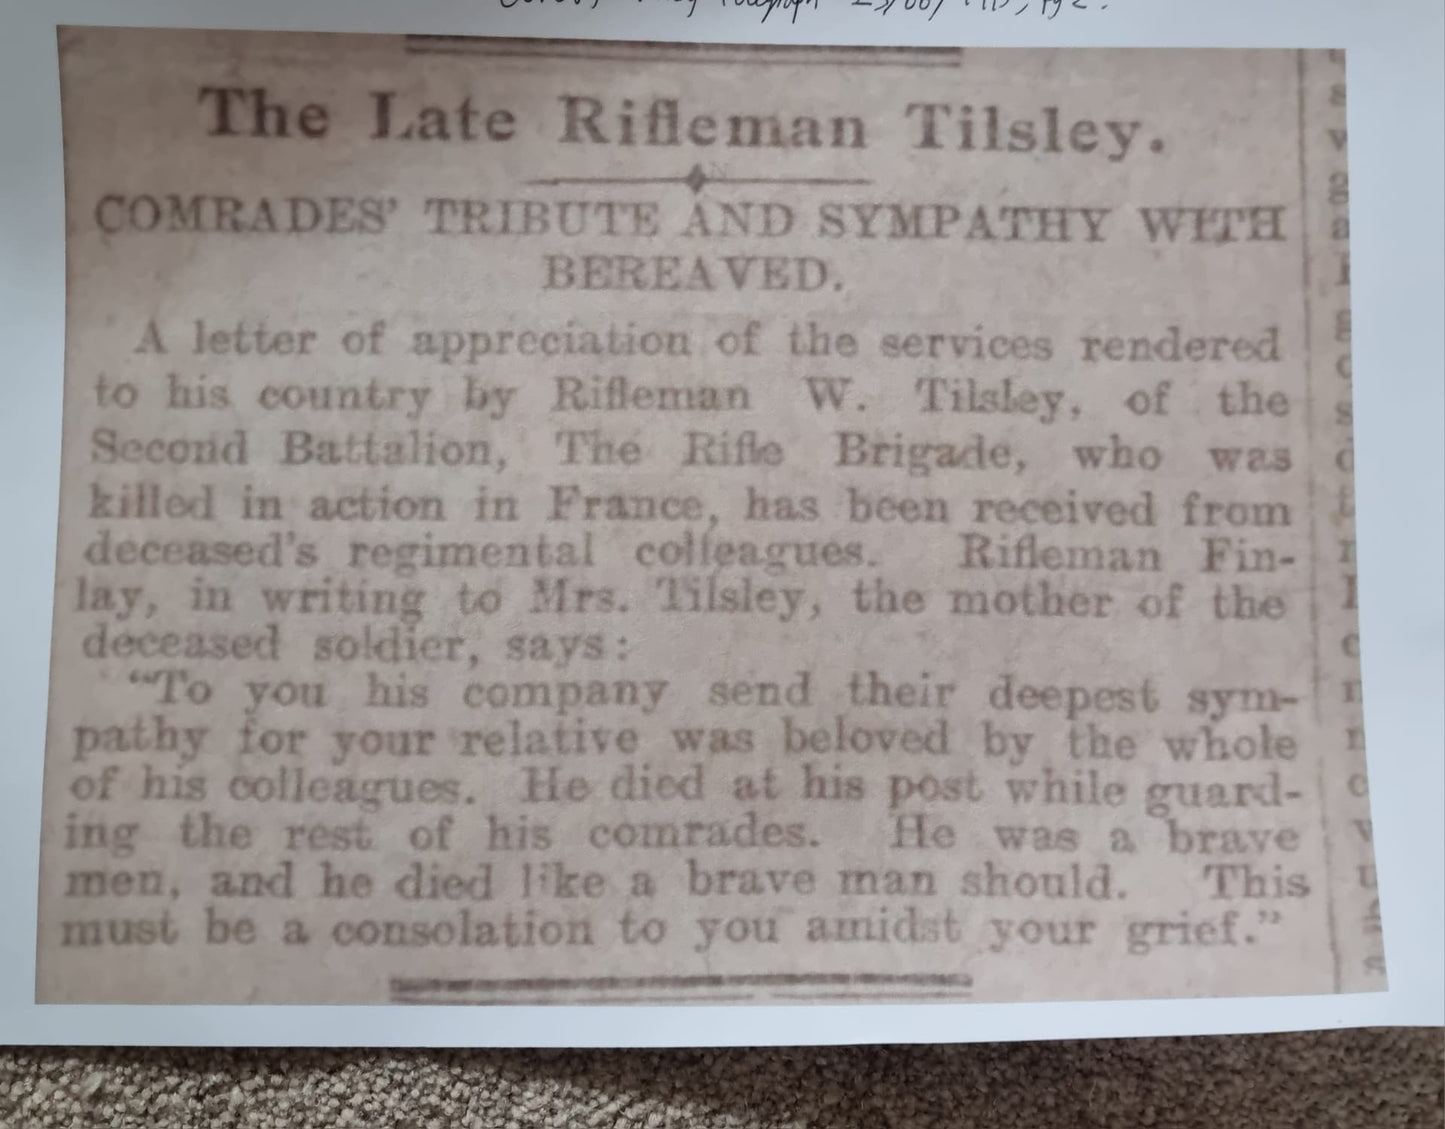 The Late Rifleman Tilsley.
COMRADES' TRIBUTE AND SYMPATHY WITH
BEREAVED.
A letter of appreciation of the services rendered
to his country by Rifleman W. Tilsley, of the
Second Battalion, The Rifle Brigade, who was
killed in action in France, has been received from
deceased's regimental colleagues. Rifleman Fin-
lay, in writing to Mrs. Tilsley, the mother of the
deceased soldier, says:
"To you his company send their deepest sym-
pathy for your relative was beloved by the whole
of his colleagues. He died at his post while guard-
ing the rest of his comrades. He was a brave
men, and he died like a brave man should. This
must be a consolation to you amidst your grief."